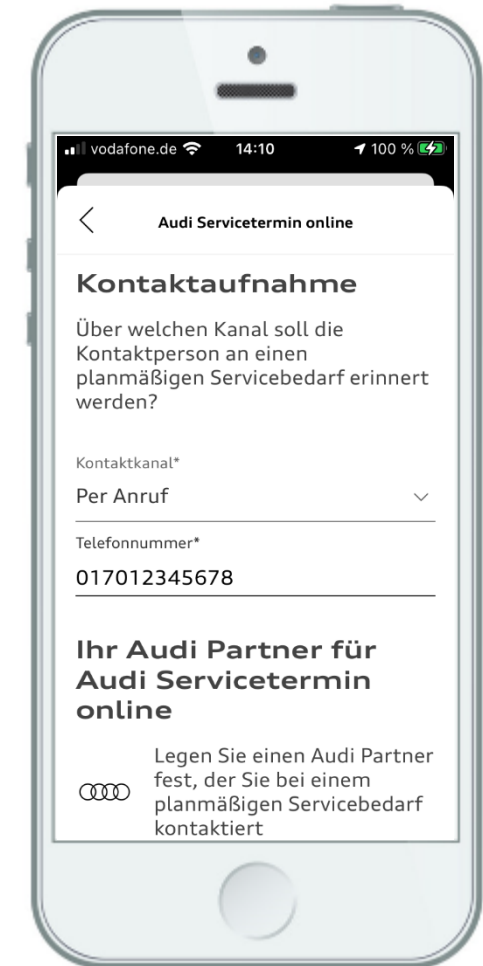 vodafone.de 14:10 100 %
Audi Servicetermin online
Kontaktaufnahme
Über welchen Kanal soll die
Kontaktperson an einen
planmäßigen Servicebedarf erinnert
werden?
Kontaktkanal*
Per Anruf
Telefonnummer*
017012345678
Ihr Audi Partner für
Audi Servicetermin
online
Legen Sie einen Audi Partner
fest, der Sie bei einem
planmäßigen Servicebedarf
kontaktiert